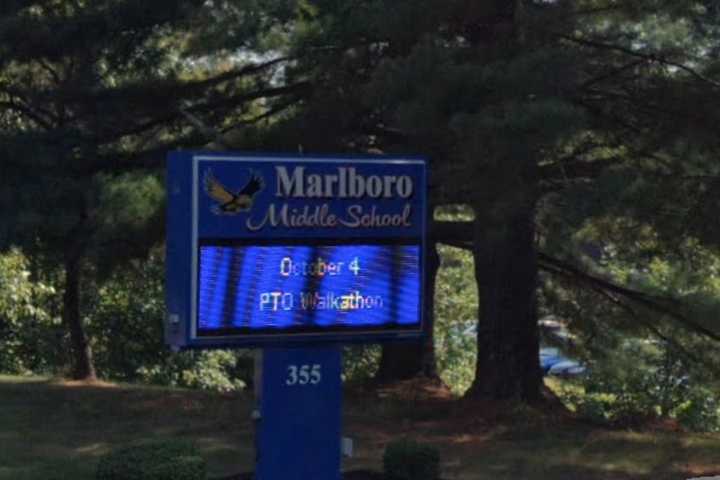 Marlboro
Middle School
October 4
PTO Walkathon
355